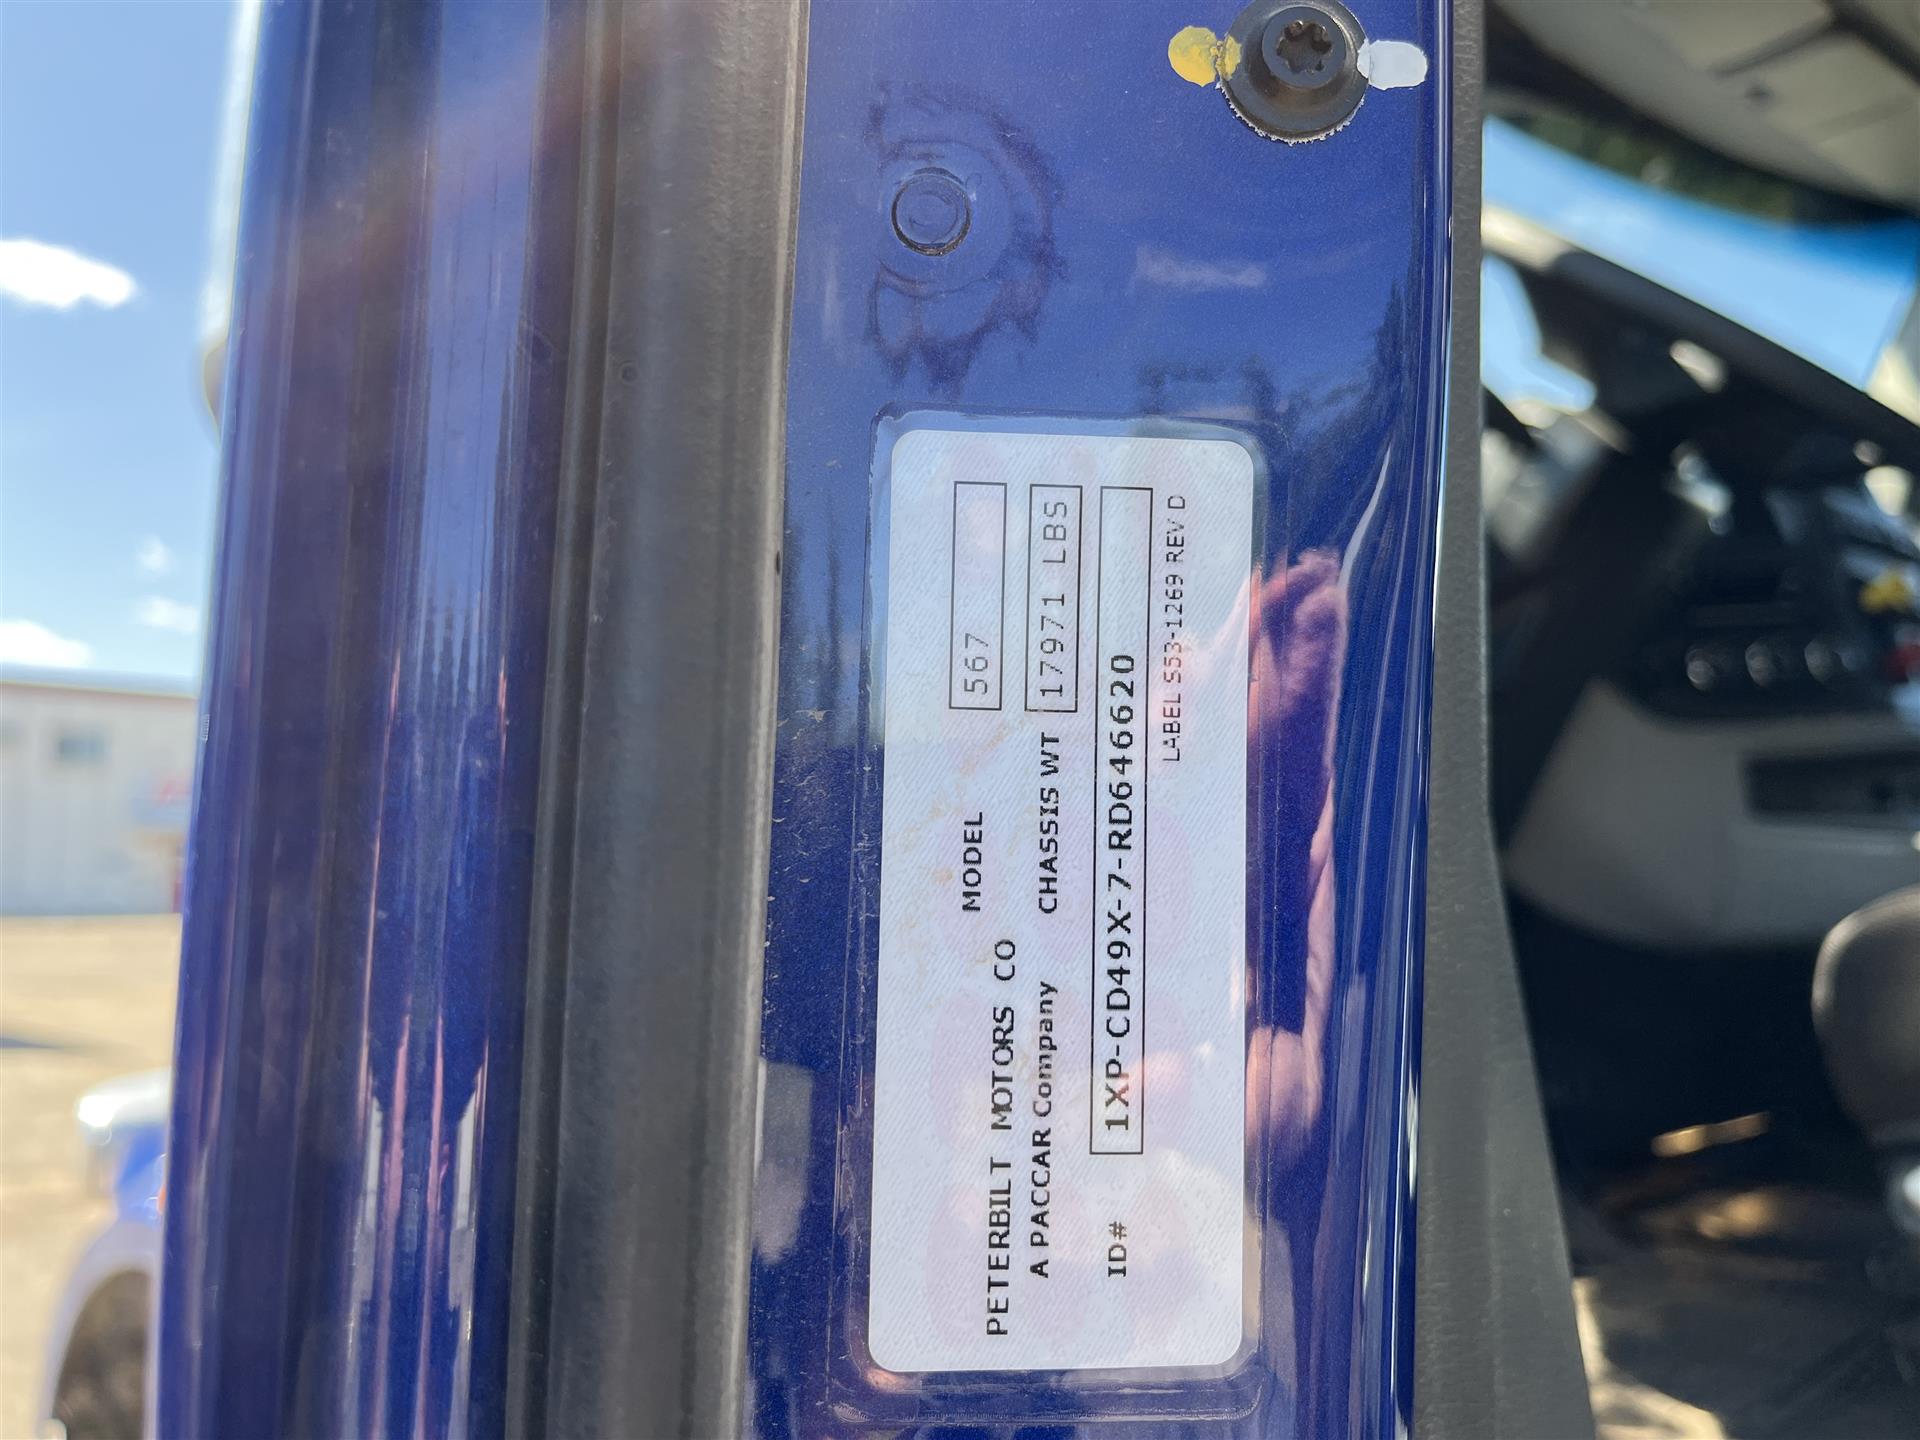 PETERBILT MOTORS CO MODEL 567
A PACCAR Company CHASSIS WT 17971 LBS
ID# 1XP-CD49X-7-RD646620
LABEL S53-1269 REV D